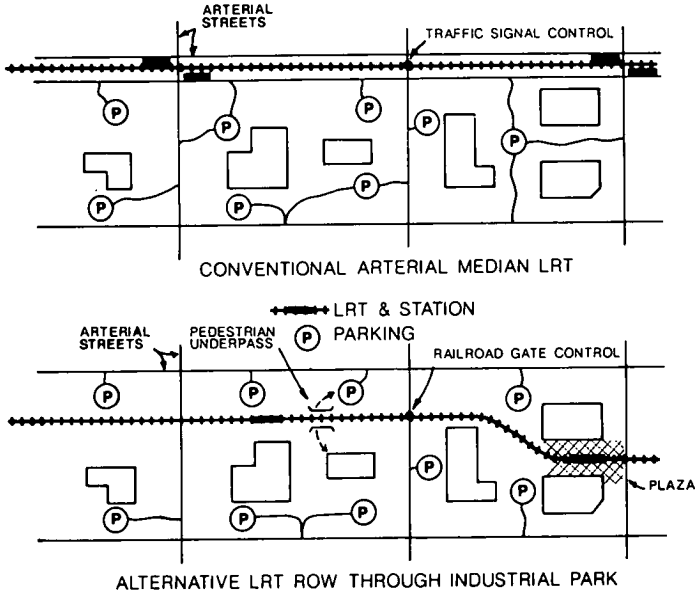 ARTERIAL
STREETS
TRAFFIC SIGNAL CONTROL
P
P
P
P
P
P
P
P
CONVENTIONAL ARTERIAL MEDIAN LRT
LRT & STATION
P PARKING
ARTERIAL
STREETS
PEDESTRIAN
UNDERPASS
RAILROAD GATE CONTROL
P
P
P
P
P
P
P
P
P
PLAZA
ALTERNATIVE LRT ROW THROUGH INDUSTRIAL PARK